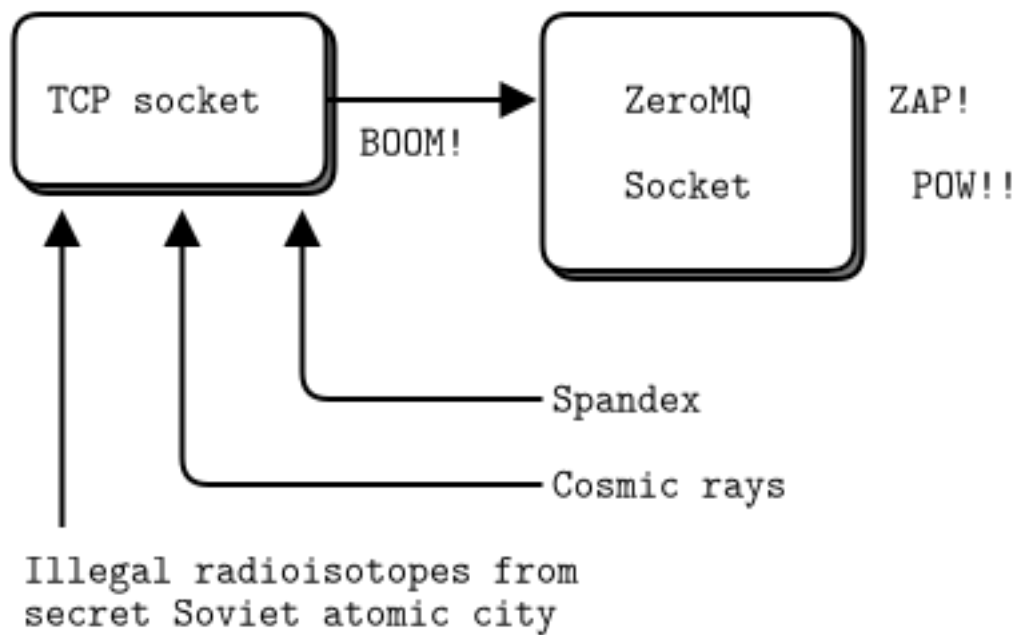 TCP socket
ZeroMQ
ZAP!
BOOM!
Socket
POW!!
Spandex
Cosmic rays
Illegal radioisotopes from
secret Soviet atomic city